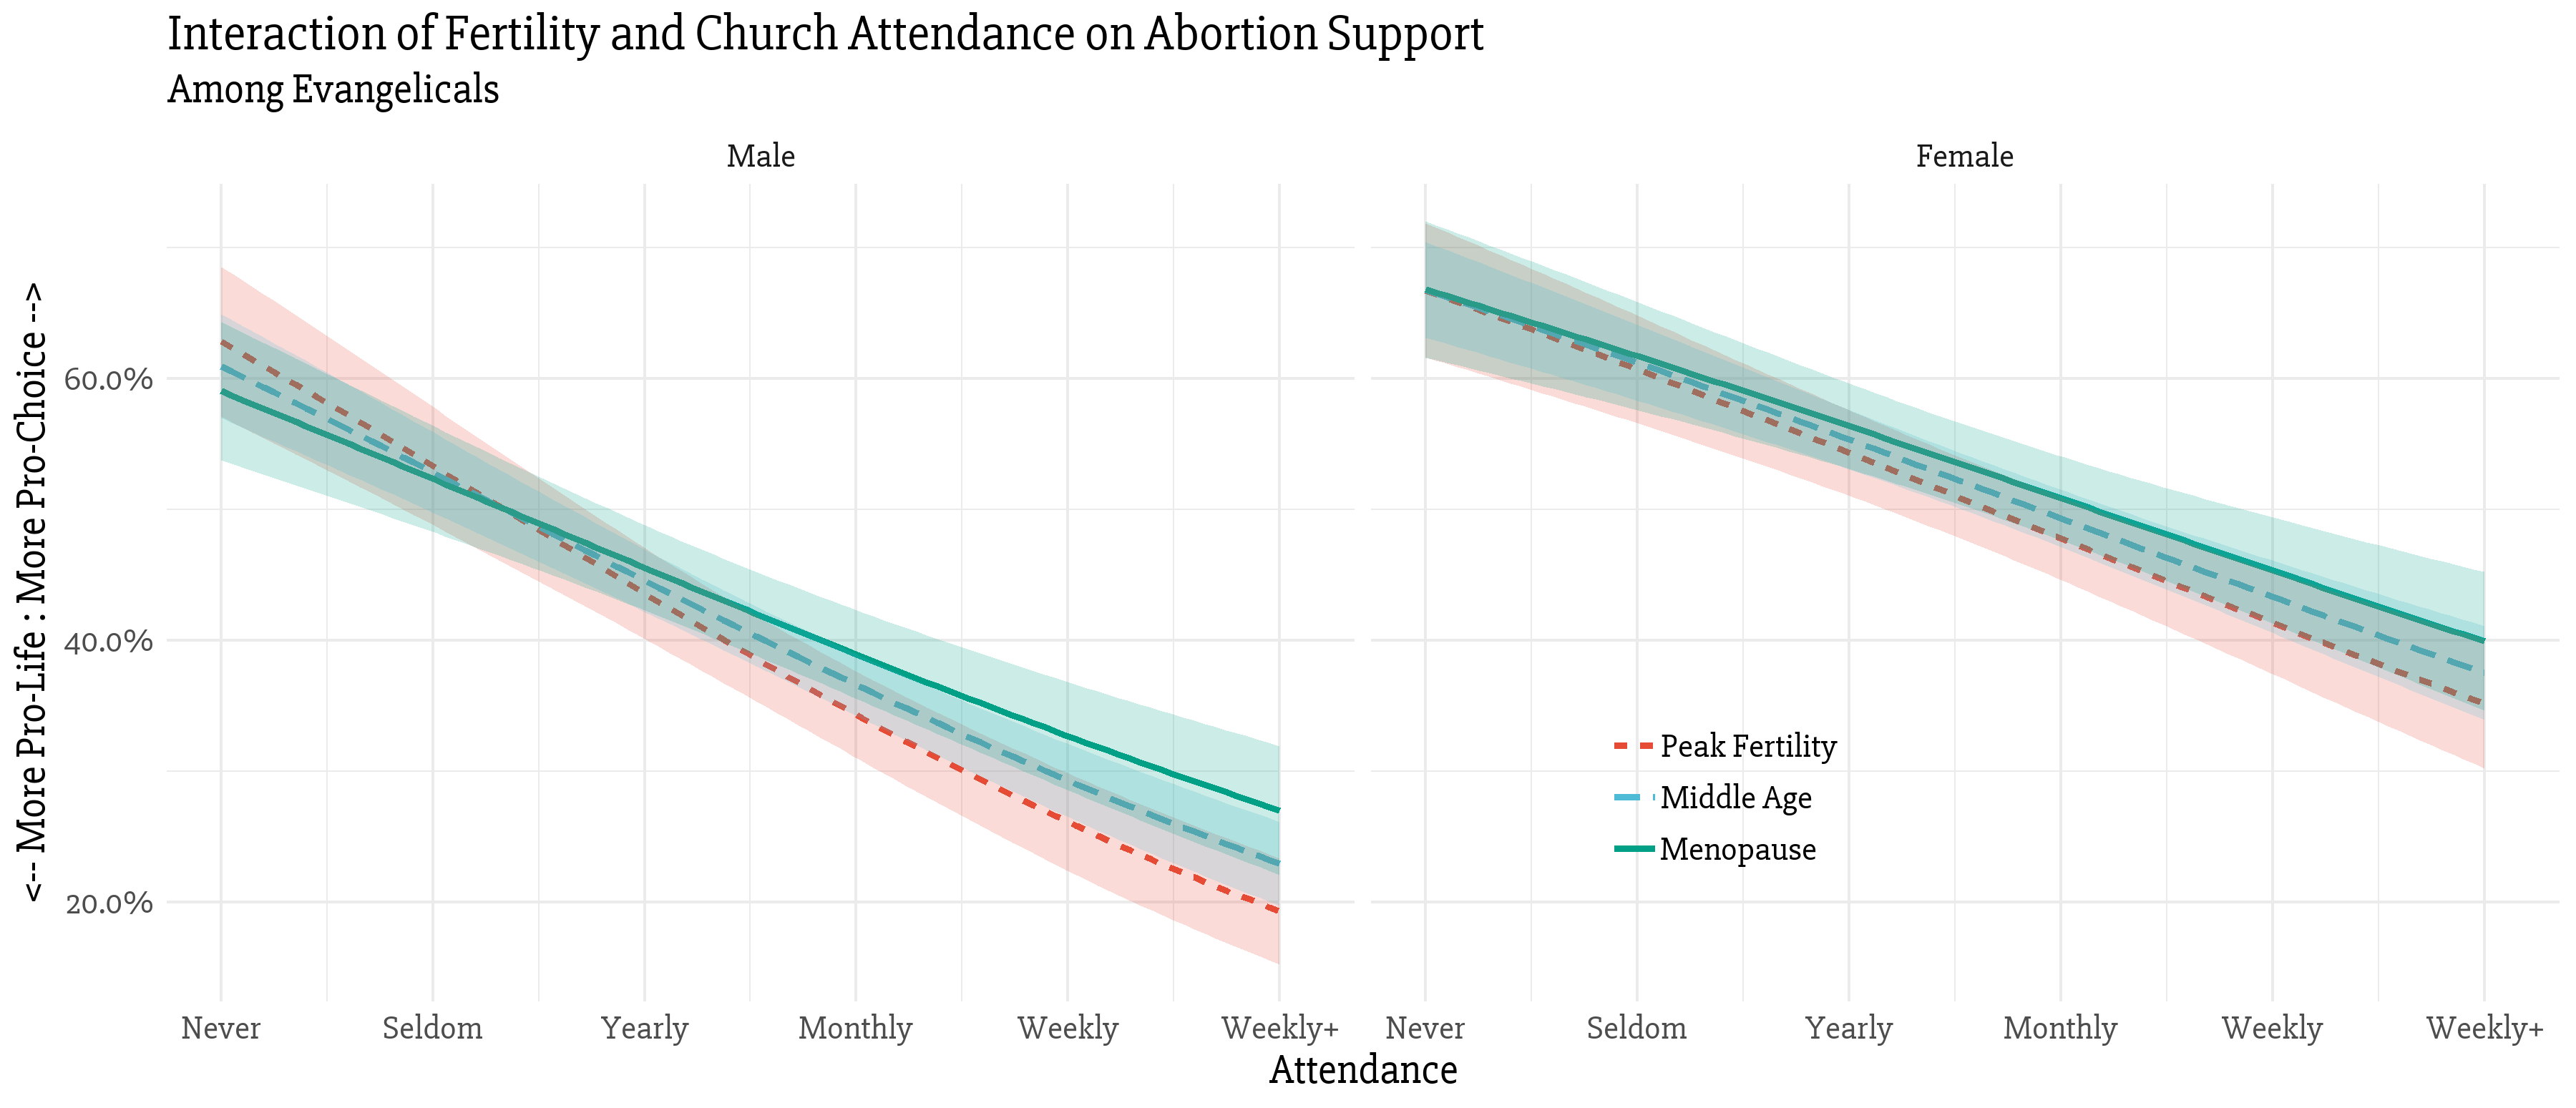 Interaction of Fertility and Church Attendance on Abortion Support
Among Evangelicals
Male
Female
<-- More Pro-Life : More Pro-Choice -->
60.0%
40.0%
20.0%
Peak Fertility
Middle Age
Menopause
Never Seldom Yearly Monthly Weekly Weekly+ Never Seldom Yearly Monthly Weekly Weekly+
Attendance